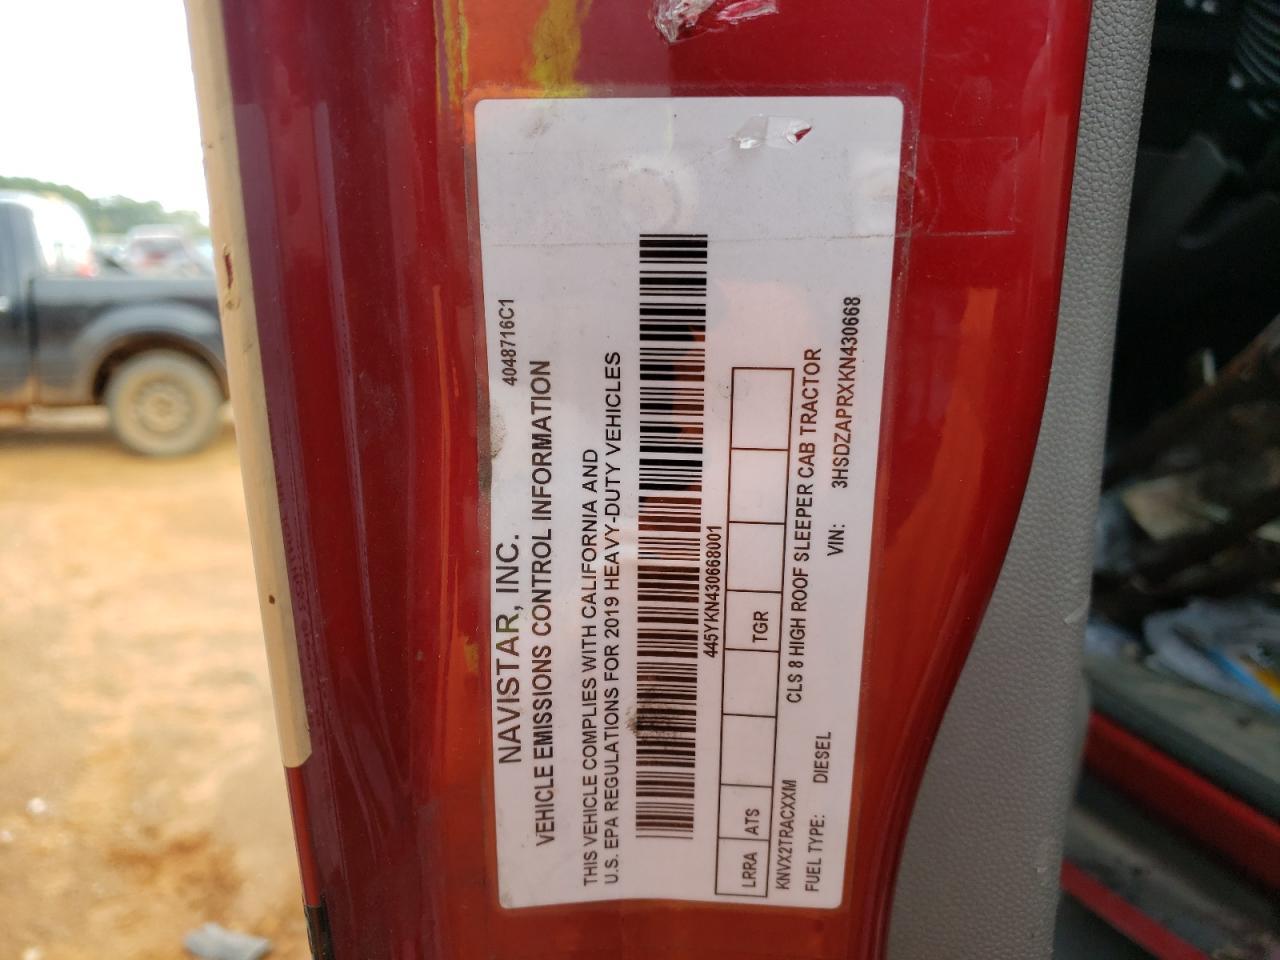 NAVISTAR, INC.
4048716C1
VEHICLE EMISSIONS CONTROL INFORMATION
THIS VEHICLE COMPLIES WITH CALIFORNIA AND
U.S. EPA REGULATIONS FOR 2019 HEAVY-DUTY VEHICLES
445YKN430668001
LRRA ATS TGR
KNVX2TRACXXM CLS 8 HIGH ROOF SLEEPER CAB TRACTOR
FUEL TYPE: DIESEL VIN: 3HSDZAPRXKN430668